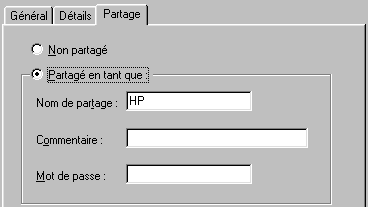 Général Détails Partage
Non partagé
Partagé en tant que :
Nom de partage : HP
Commentaire :
Mot de passe :